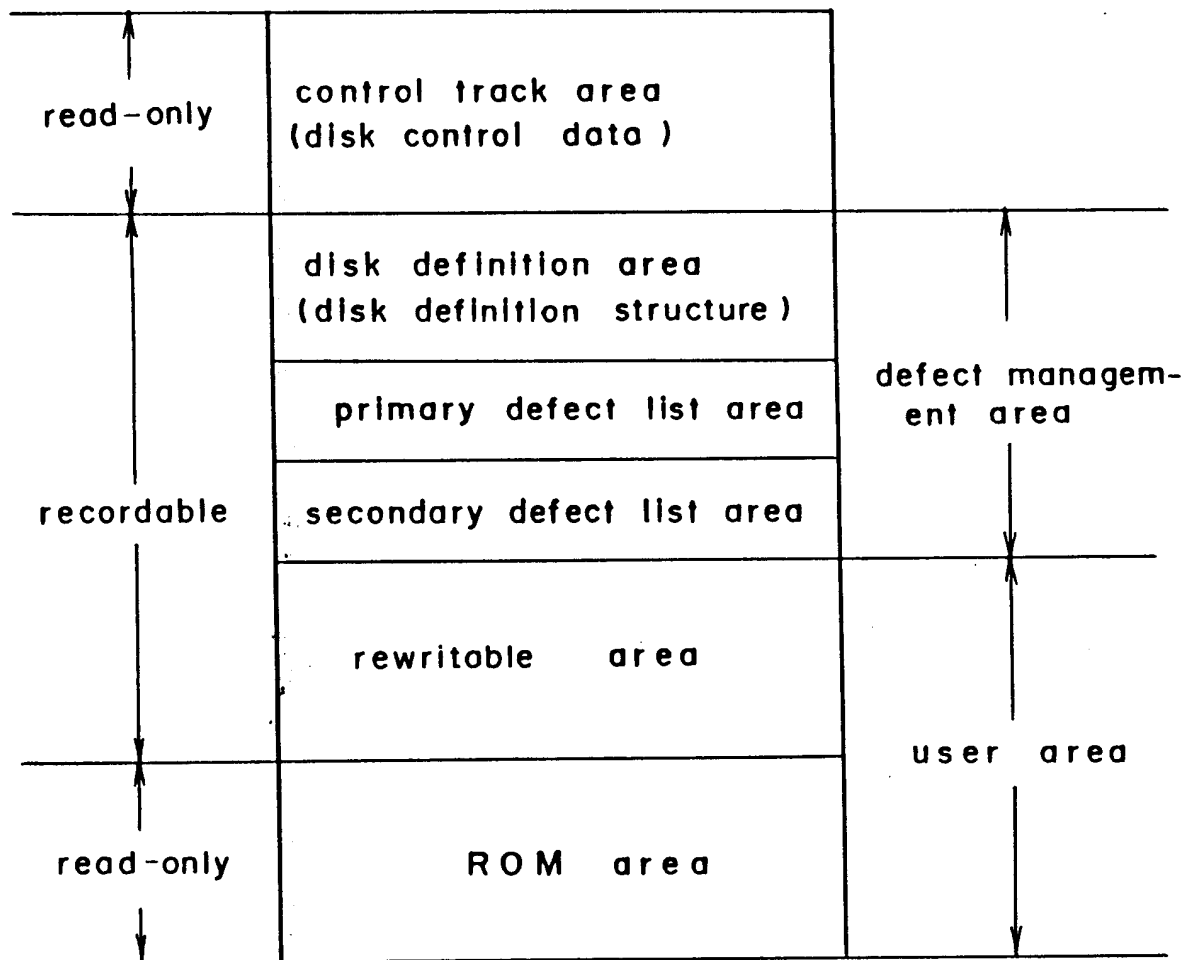 read-only
control track area
(disk control data)
disk definition area
(disk definition structure)
primary defect list area
defect managem-
ent area
recordable
secondary defect list area
rewritable area
user area
read-only
ROM area